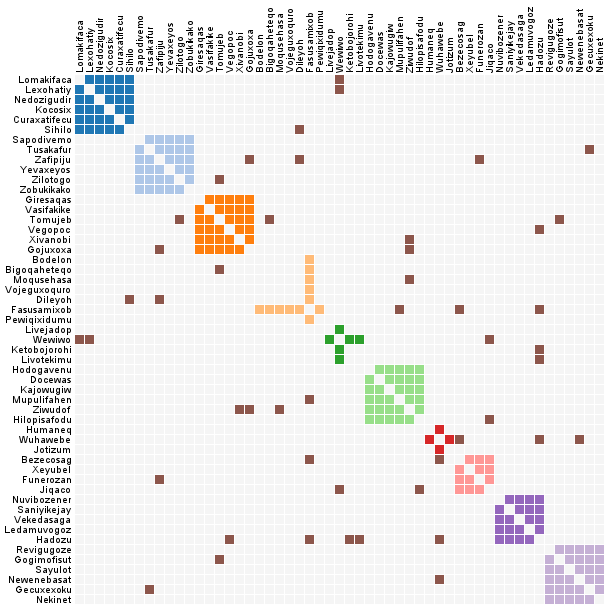 Lomakifaca
Lexohatiy
Nedozigudir
Kocosix
Curaxatifecu
Sihilo
Sapodivemo
Tusakafur
Zafipiju
Yevaxeyos
Zilotogo
Zobukikako
Giresaqas
Vasifakike
Tomujeb
Vegopoc
Xivanobi
Gojuxoxa
Bodelon
Bigoqaheteqo
Moqusehasa
Vojeguxoquro
Dileyoh
Fasusamixob
Pewiqixidumu
Livejadop
Wewiwo
Ketobojorohi
Livotekimu
Hodogavenu
Docewas
Kajowugiw
Mupulifahen
Ziwudof
Hilopisafodu
Humaneq
Wuhawebe
Jotizum
Bezecosag
Xeyubel
Funerozan
Jiqaco
Nuvibozener
Saniyikejay
Vekedasaga
Ledamuvogoz
Hadozu
Revigugoze
Gogimofisut
Sayulot
Newenebasat
Gecuxexoku
Nekinet
Lomakifaca
Lexohatiy
Nedozigudir
Kocosix
Curaxatifecu
Sihilo
Sapodivemo
Tusakafur
Zafipiju
Yevaxeyos
Zilotogo
Zobukikako
Giresaqas
Vasifakike
Tomujeb
Vegopoc
Xivanobi
Gojuxoxa
Bodelon
Bigoqaheteqo
Moqusehasa
Vojeguxoquro
Dileyoh
Fasusamixob
Pewiqixidumu
Livejadop
Wewiwo
Ketobojorohi
Livotekimu
Hodogavenu
Docewas
Kajowugiw
Mupulifahen
Ziwudof
Hilopisafodu
Humaneq
Wuhawebe
Jotizum
Bezecosag
Xeyubel
Funerozan
Jiqaco
Nuvibozener
Saniyikejay
Vekedasaga
Ledamuvogoz
Hadozu
Revigugoze
Gogimofisut
Sayulot
Newenebasat
Gecuxexoku
Nekinet